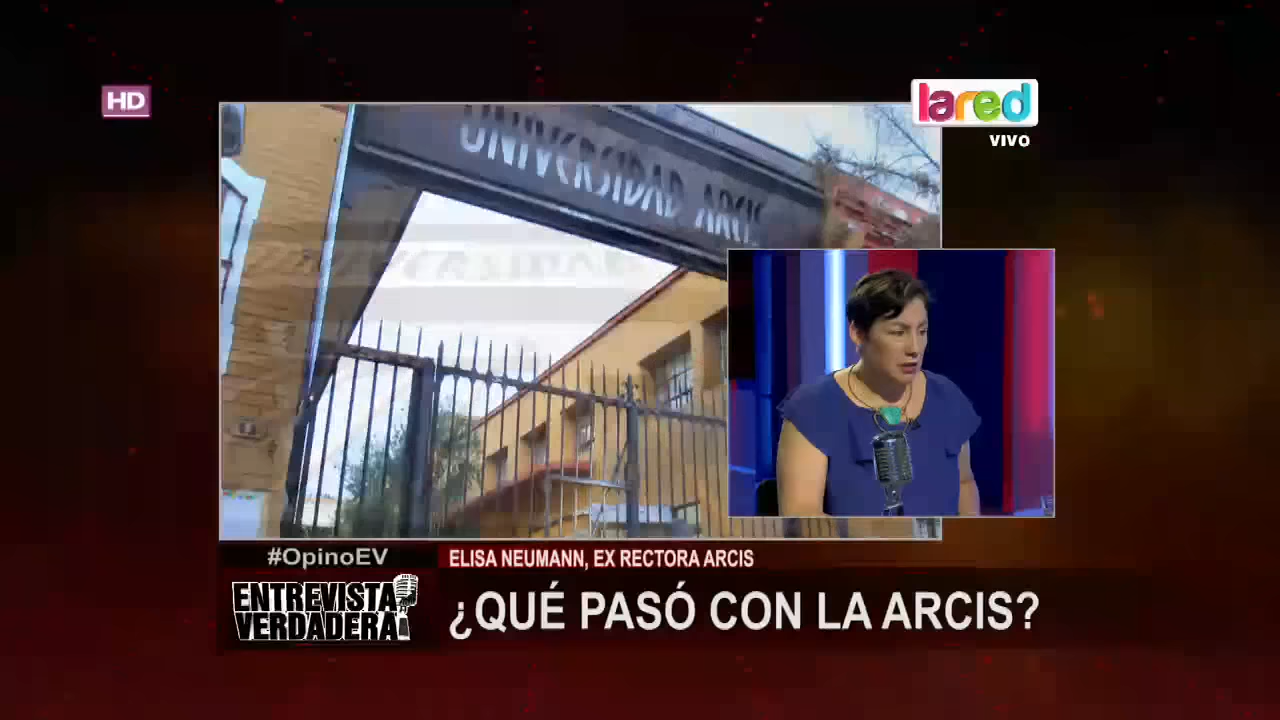 HD
lared
VIVO
UNIVERSIDAD ARCIS
#OpinoEV
ELISA NEUMANN, EX RECTORA ARCIS
ENTREVISTA
VERDADERA
¿QUÉ PASÓ CON LA ARCIS?